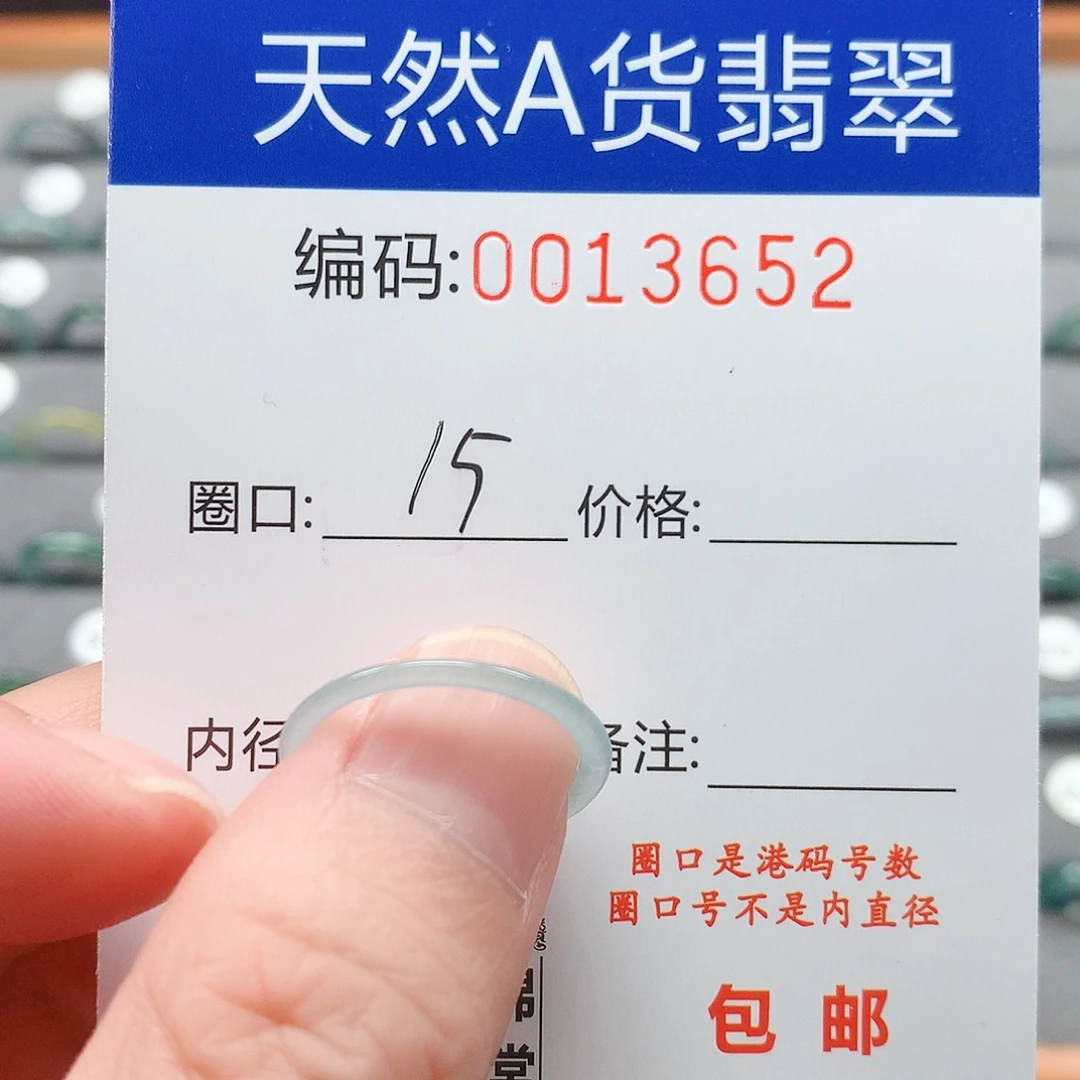 天然A货翡翠
编码:0013652
圈口: 15 价格:
内径 备注:
圈口是港码号数
圈口号不是内直径
包邮